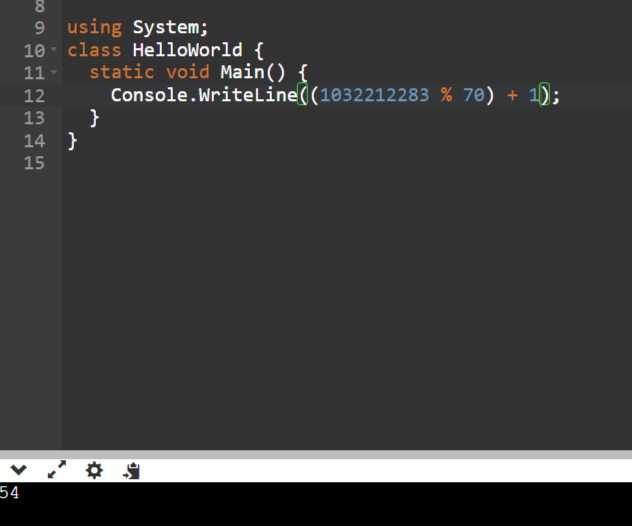 8
9 using System;
10 class HelloWorld {
11 static void Main() {
12 Console.WriteLine((1032212283 % 70) + 1);
13 }
14 }
15
54